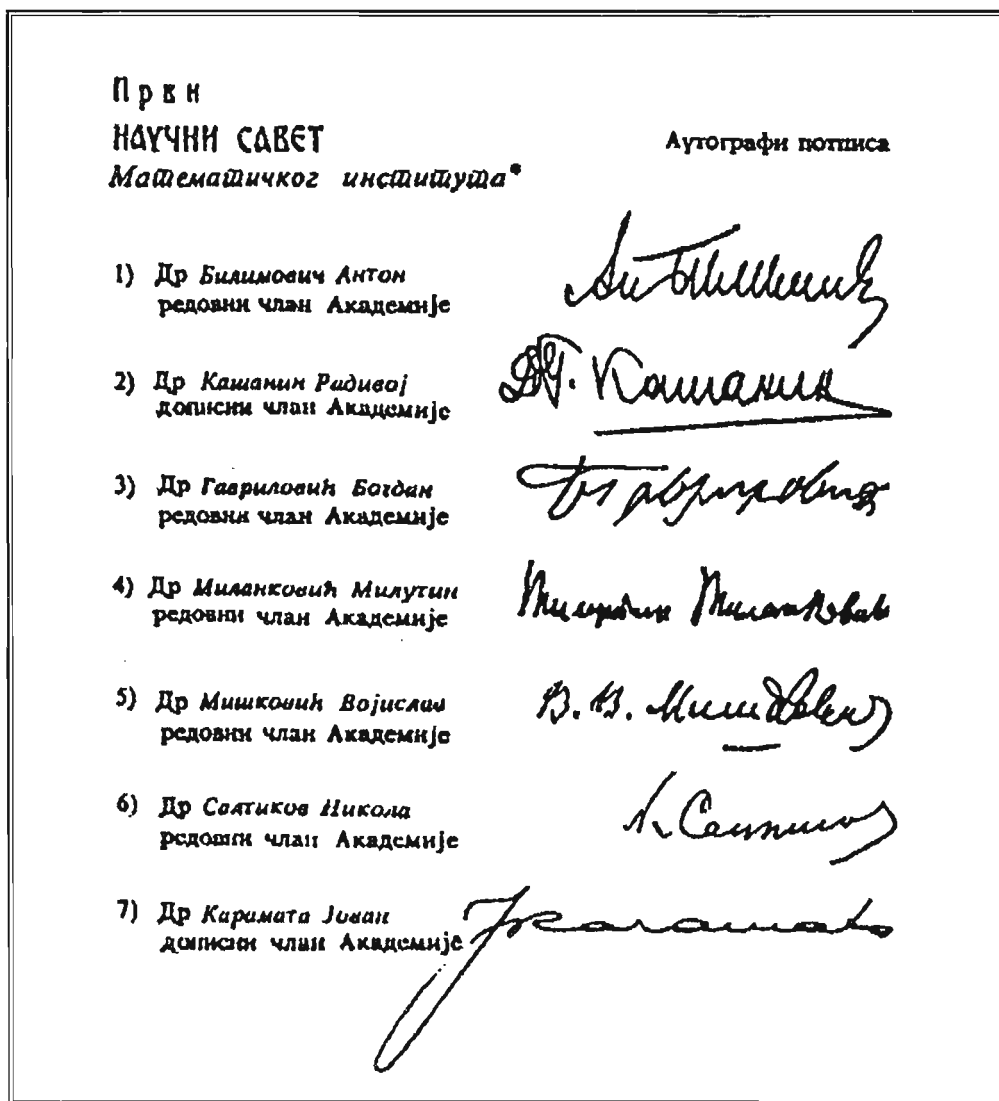 Први
НАУЧНИ САВЕТ
Математичког института*
Аутографи потписа
1) Др Билимович Антон
редовни члан Академије
2) Др Кашанин Радивој
дописни члан Академије
Кашанин
3) Др Гавриловић Богдан
редовни члан Академије
4) Др Миланковић Милутин
редовни члан Академије
Милутин Миланковић
5) Др Мишковић Војислав
редовни члан Академије
В. В. Мишковић
6) Др Салтиков Никола
редовни члан Академије
7) Др Карамата Јован
дописни члан Академије